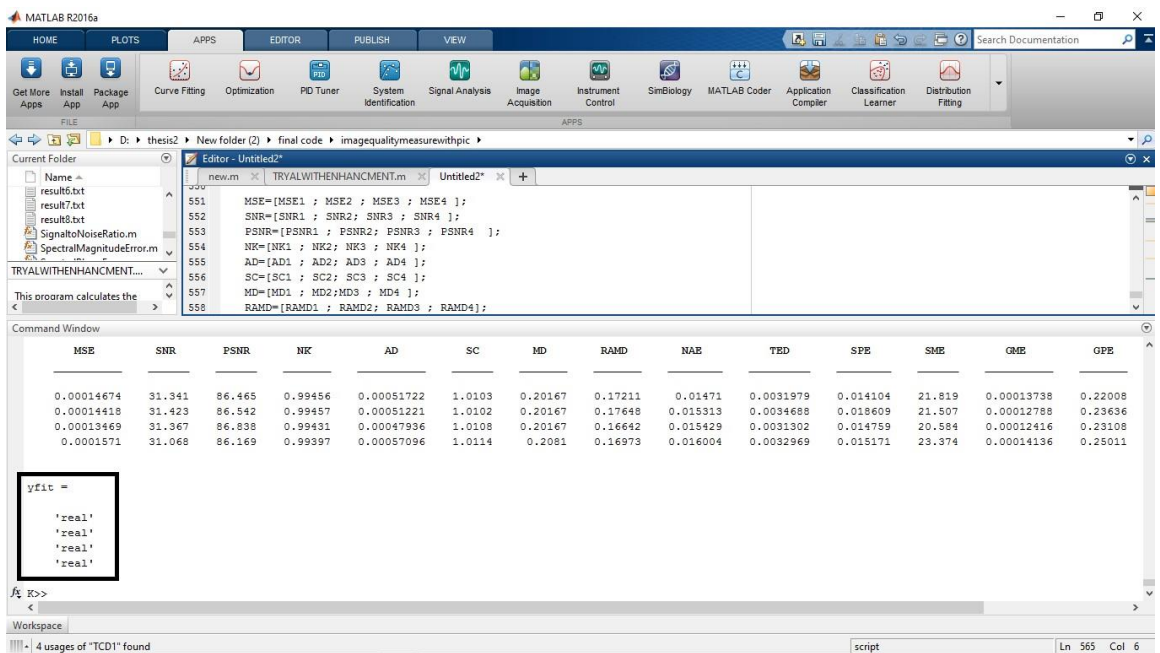 MATLAB R2016a
HOME PLOTS APPS EDITOR PUBLISH VIEW Search Documentation
Get More Apps Install App Package App Curve Fitting Optimization PID Tuner System Identification Signal Analysis Image Acquisition Instrument Control SimBiology MATLAB Coder Application Compiler Classification Learner Distribution Fitting
FILE APPS
D: thesis2 New folder (2) final code imagequalitymeasurewithpic
Current Folder
Name
result6.txt
result7.txt
result8.txt
SignaltoNoiseRatio.m
SpectralMagnitudeError.m
TRYALWITHENHANCMENT....
This program calculates the
Editor - Untitled2*
new.m TRYALWITHENHANCMENT.m Untitled2* +
551 MSE=[MSE1 ; MSE2 ; MSE3 ; MSE4 ];
552 SNR=[SNR1 ; SNR2; SNR3 ; SNR4 ];
553 PSNR=[PSNR1 ; PSNR2; PSNR3 ; PSNR4 ];
554 NK=[NK1 ; NK2; NK3 ; NK4 ];
555 AD=[AD1 ; AD2; AD3 ; AD4 ];
556 SC=[SC1 ; SC2; SC3 ; SC4 ];
557 MD=[MD1 ; MD2;MD3 ; MD4 ];
558 RAMD=[RAMD1 ; RAMD2; RAMD3 ; RAMD4];
Command Window
MSE SNR PSNR NK AD SC MD RAMD NAE TED SPE SME GME GPE
0.00014674 31.341 86.465 0.99456 0.00051722 1.0103 0.20167 0.17211 0.01471 0.0031979 0.014104 21.819 0.00013738 0.22008
0.00014418 31.423 86.542 0.99457 0.00051221 1.0102 0.20167 0.17648 0.015313 0.0034688 0.018609 21.507 0.00012788 0.23636
0.00013469 31.367 86.838 0.99431 0.00047936 1.0108 0.20167 0.16642 0.015429 0.0031302 0.014759 20.584 0.00012416 0.23108
0.0001571 31.068 86.169 0.99397 0.00057096 1.0114 0.2081 0.16973 0.016004 0.0032969 0.015171 23.374 0.00014136 0.25011
yfit =
'real'
'real'
'real'
'real'
fx K>>
Workspace
4 usages of "TCD1" found script Ln 565 Col 6